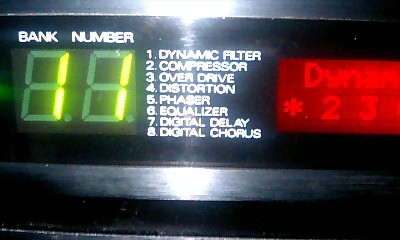 BANK NUMBER
11
1. DYNAMIC FILTER
2. COMPRESSOR
3. OVER DRIVE
4. DISTORTION
5. PHASER
6. EQUALIZER
7. DIGITAL DELAY
8. DIGITAL CHORUS
Dynam
* 2